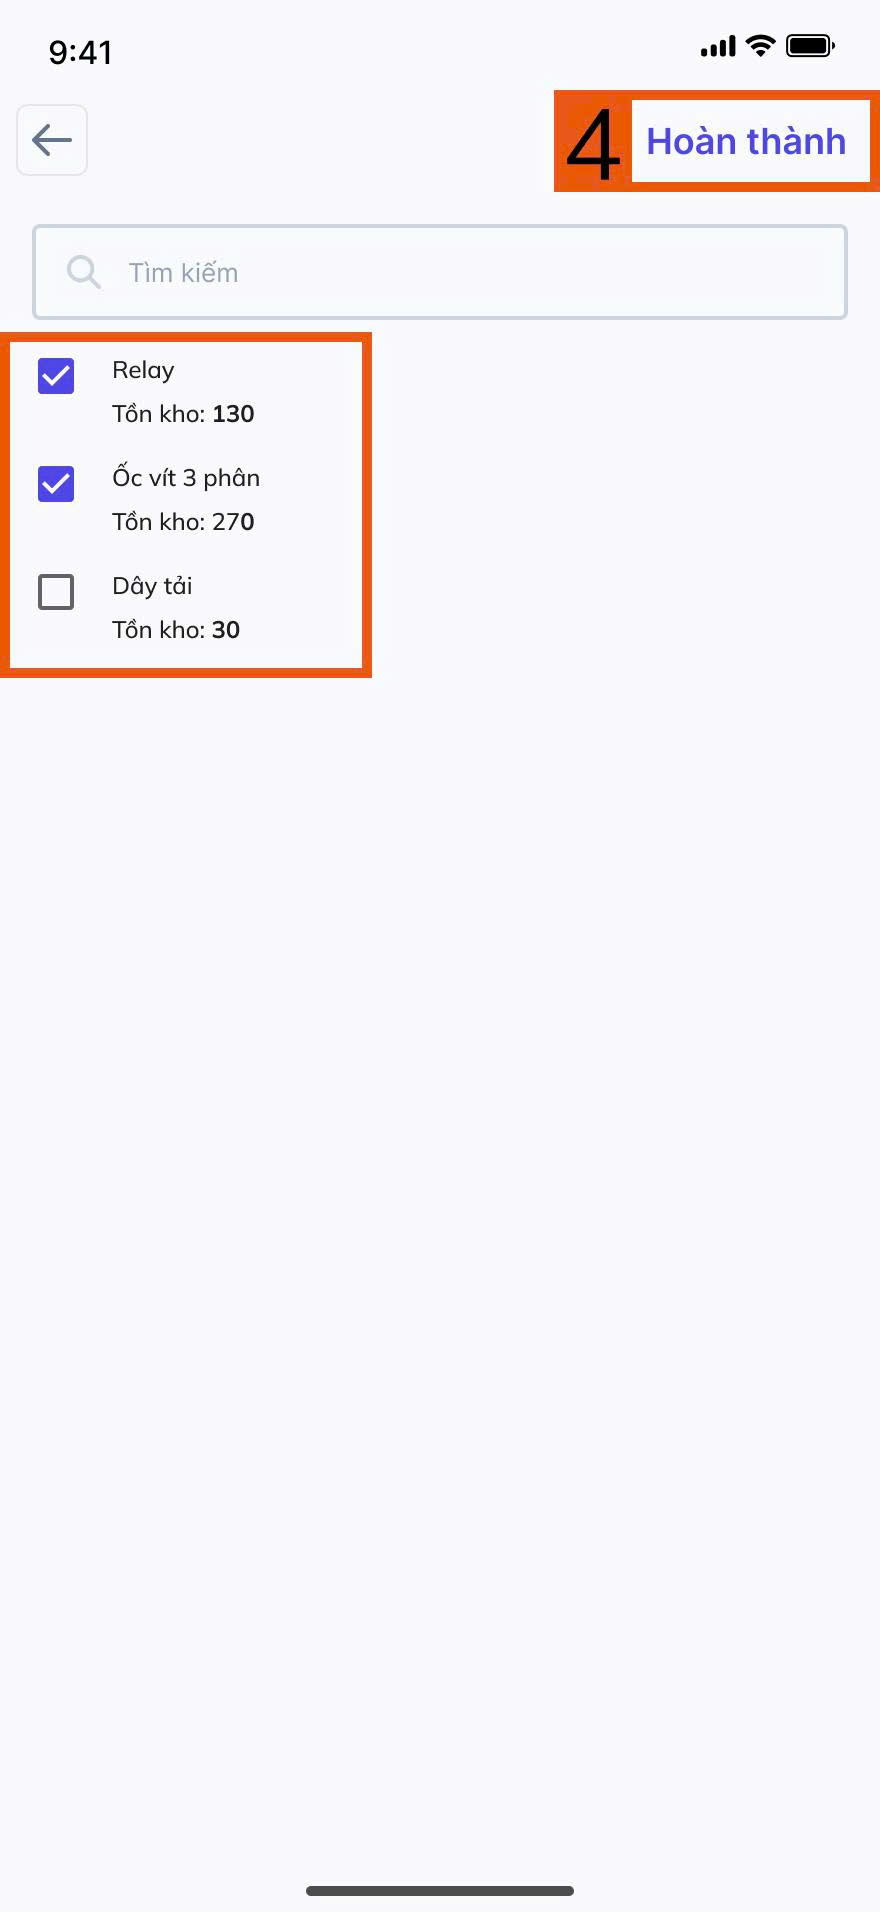 9:41
4 Hoàn thành
Tìm kiếm
Relay
Tồn kho: 130
Ốc vít 3 phân
Tồn kho: 270
Dây tải
Tồn kho: 30